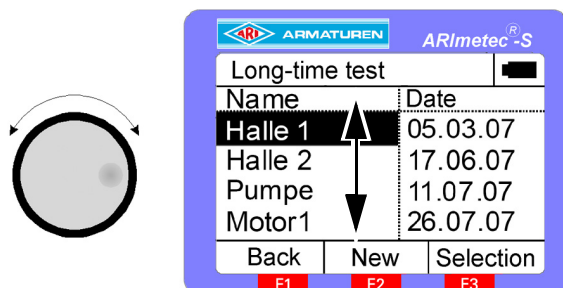 ARI ARMATUREN ARImetec®-S
Long-time test
Name Date
Halle 1 05.03.07
Halle 2 17.06.07
Pumpe 11.07.07
Motor1 26.07.07
Back New Selection
F1 F2 F3